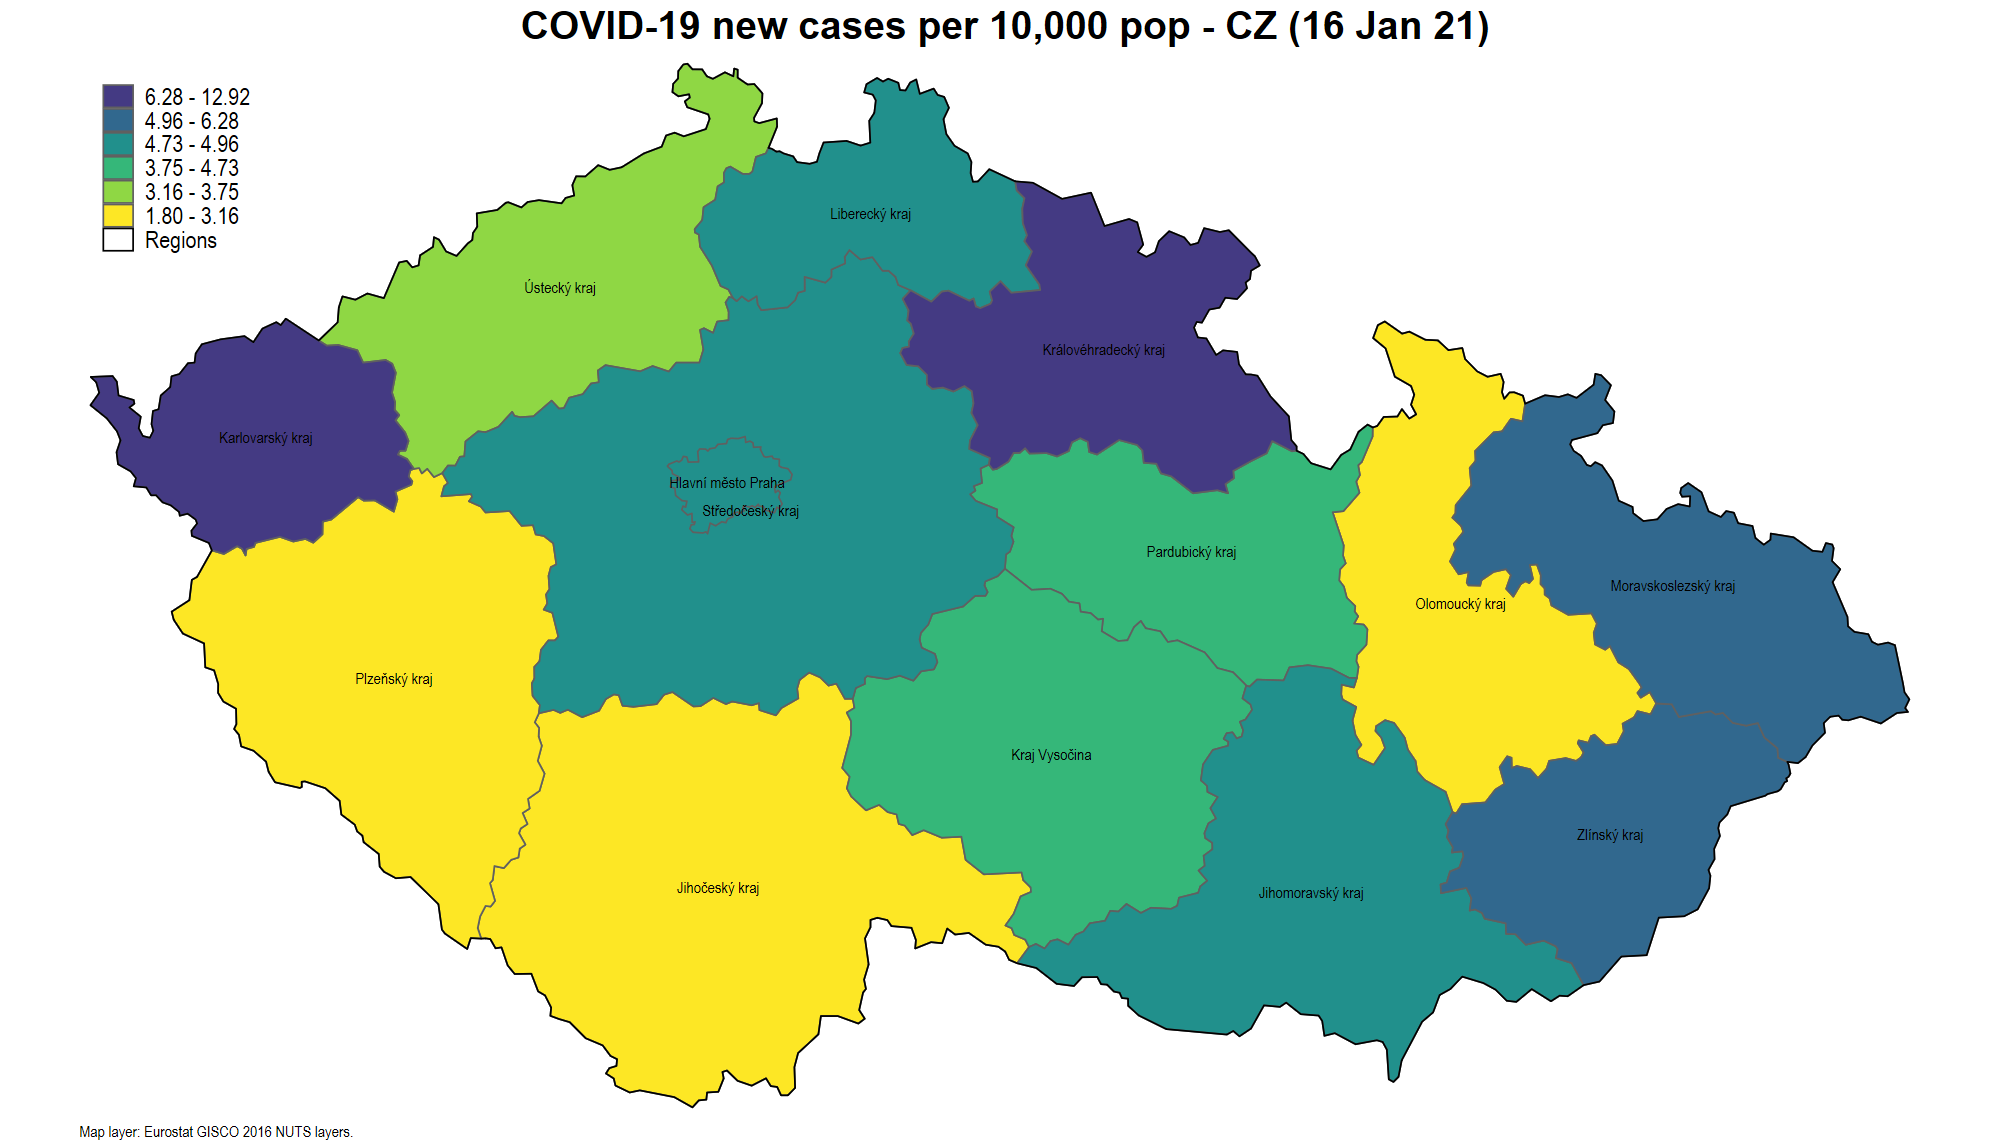 COVID-19 new cases per 10,000 pop - CZ (16 Jan 21)
6.28 - 12.92
4.96 - 6.28
4.73 - 4.96
3.75 - 4.73
3.16 - 3.75
1.80 - 3.16
Regions
Liberecký kraj
Ústecký kraj
Královéhradecký kraj
Karlovarský kraj
Hlavní město Praha
Středočeský kraj
Pardubický kraj
Moravskoslezský kraj
Olomoucký kraj
Plzeňský kraj
Kraj Vysočina
Zlínský kraj
Jihočeský kraj
Jihomoravský kraj
Map layer: Eurostat GISCO 2016 NUTS layers.